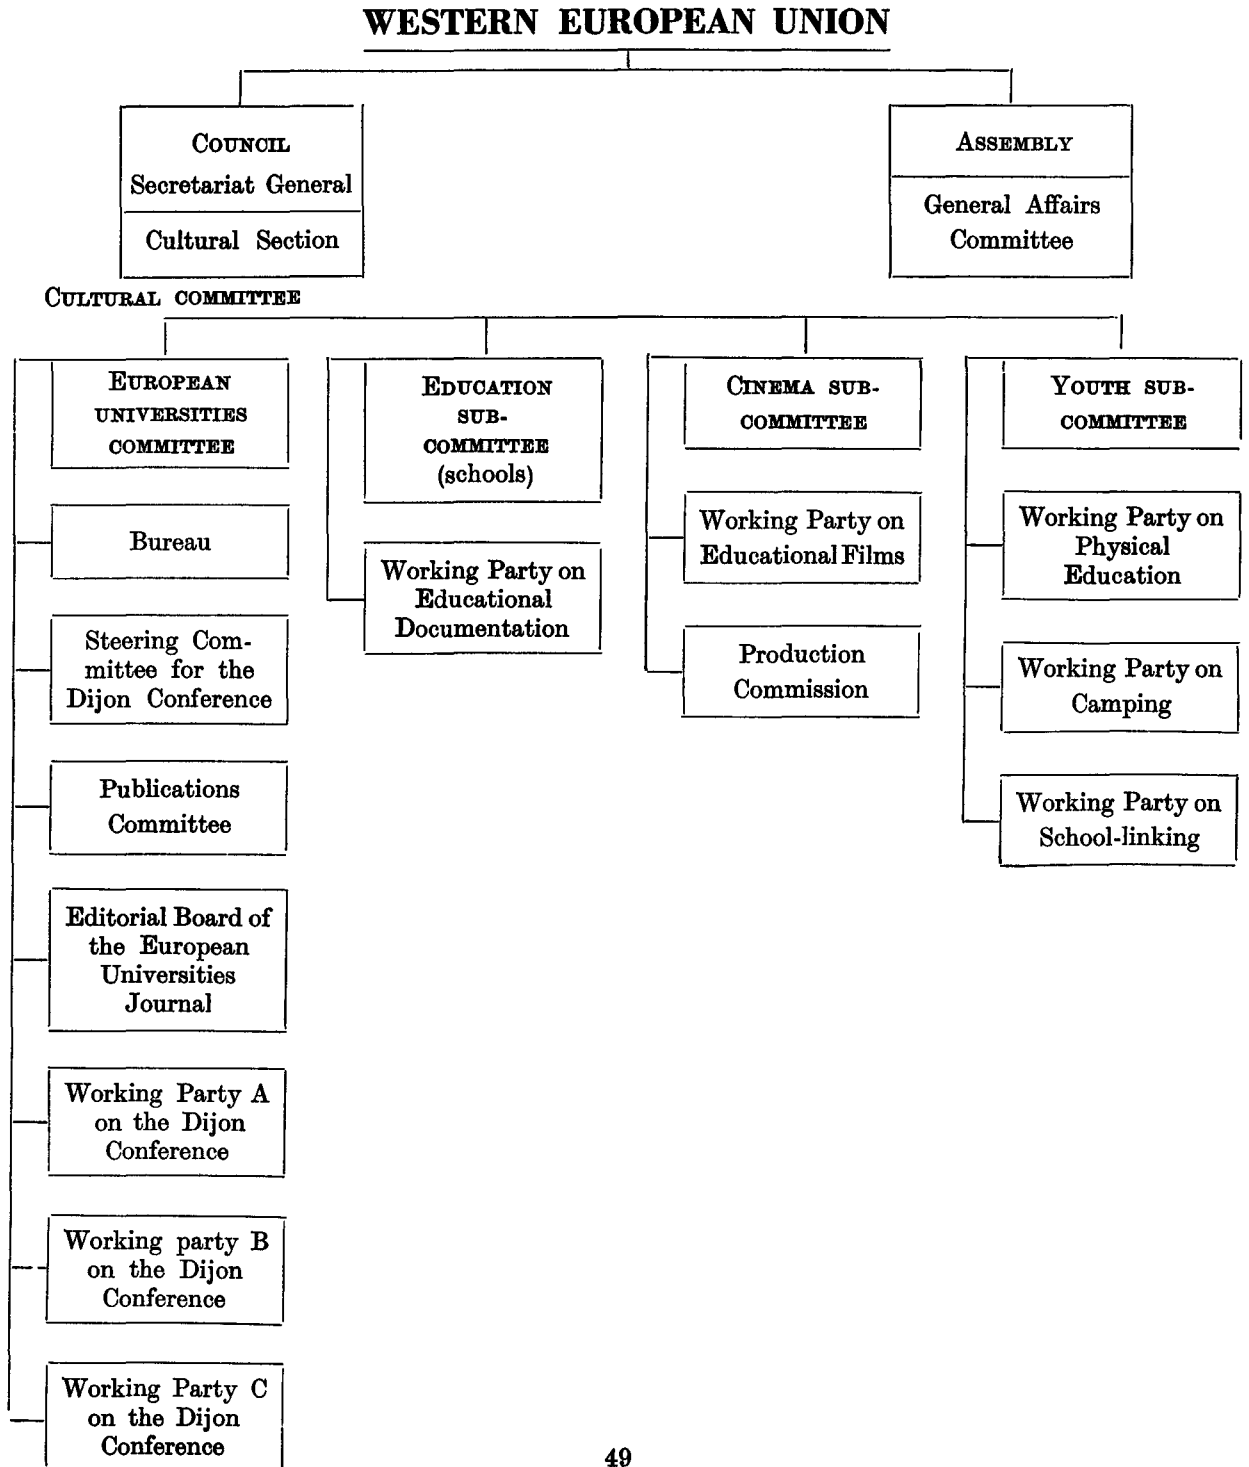 WESTERN EUROPEAN UNION
COUNCIL
Secretariat General
Cultural Section
ASSEMBLY
General Affairs
Committee
CULTURAL COMMITTEE
EUROPEAN
UNIVERSITIES
COMMITTEE
Bureau
Steering Com-
mittee for the
Dijon Conference
Publications
Committee
Editorial Board of
the European
Universities
Journal
Working Party A
on the Dijon
Conference
Working party B
on the Dijon
Conference
Working Party C
on the Dijon
Conference
EDUCATION
SUB-
COMMITTEE
(schools)
Working Party on
Educational
Documentation
CINEMA SUB-
COMMITTEE
Working Party on
Educational Films
Production
Commission
YOUTH SUB-
COMMITTEE
Working Party on
Physical
Education
Working Party on
Camping
Working Party on
School-linking
49